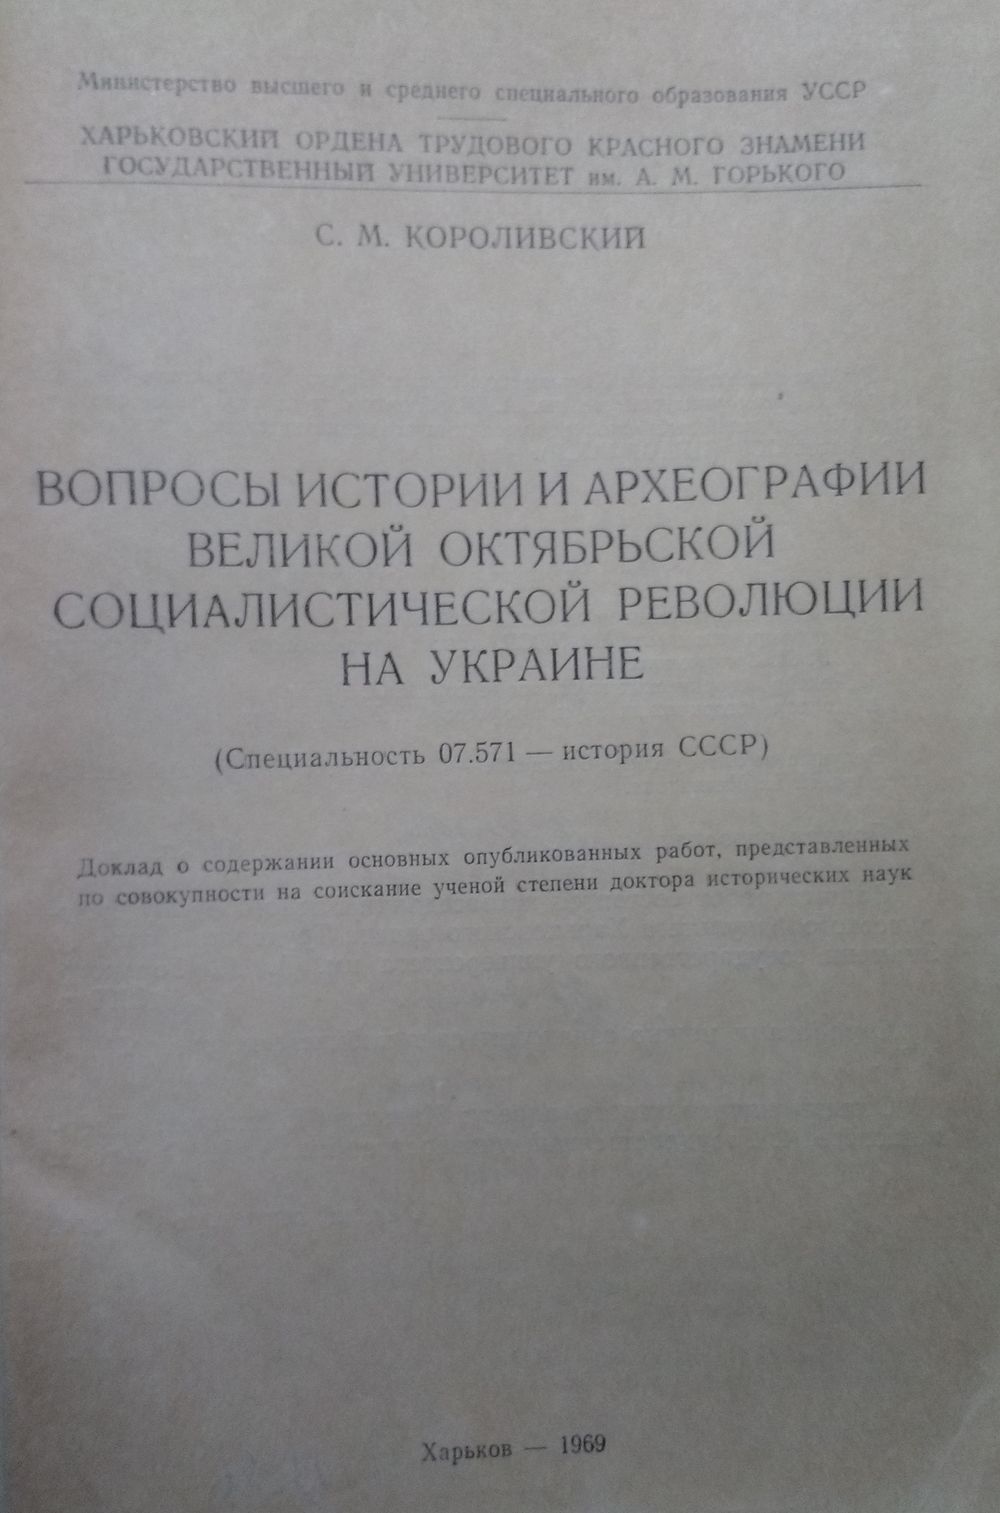 Министерство высшего и среднего специального образования УССР
ХАРЬКОВСКИЙ ОРДЕНА ТРУДОВОГО КРАСНОГО ЗНАМЕНИ
ГОСУДАРСТВЕННЫЙ УНИВЕРСИТЕТ им. А. М. ГОРЬКОГО
С. М. КОРОЛИВСКИЙ
ВОПРОСЫ ИСТОРИИ И АРХЕОГРАФИИ
ВЕЛИКОЙ ОКТЯБРЬСКОЙ
СОЦИАЛИСТИЧЕСКОЙ РЕВОЛЮЦИИ
НА УКРАИНЕ
(Специальность 07.571 — история СССР)
Доклад о содержании основных опубликованных работ, представленных
по совокупности на соискание ученой степени доктора исторических наук
Харьков — 1969